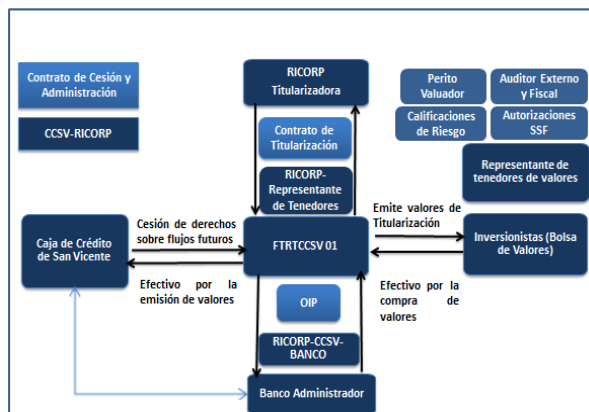 Contrato de Cesión y
Administración
CCSV-RICORP
RICORP
Titularizadora
Contrato de
Titularización
RICORP-
Representante
de Tenedores
Perito
Valuador
Auditor Externo
y Fiscal
Calificaciones
de Riesgo
Autorizaciones
SSF
Representante de
tenedores de valores
Caja de Crédito
de San Vicente
Cesión de derechos
sobre flujos futuros
Efectivo por la
emisión de valores
FTRTCCSV 01
Emite valores de
Titularización
Efectivo por la
compra de
valores
Inversionistas (Bolsa
de Valores)
OIP
RICORP-CCSV-
BANCO
Banco Administrador